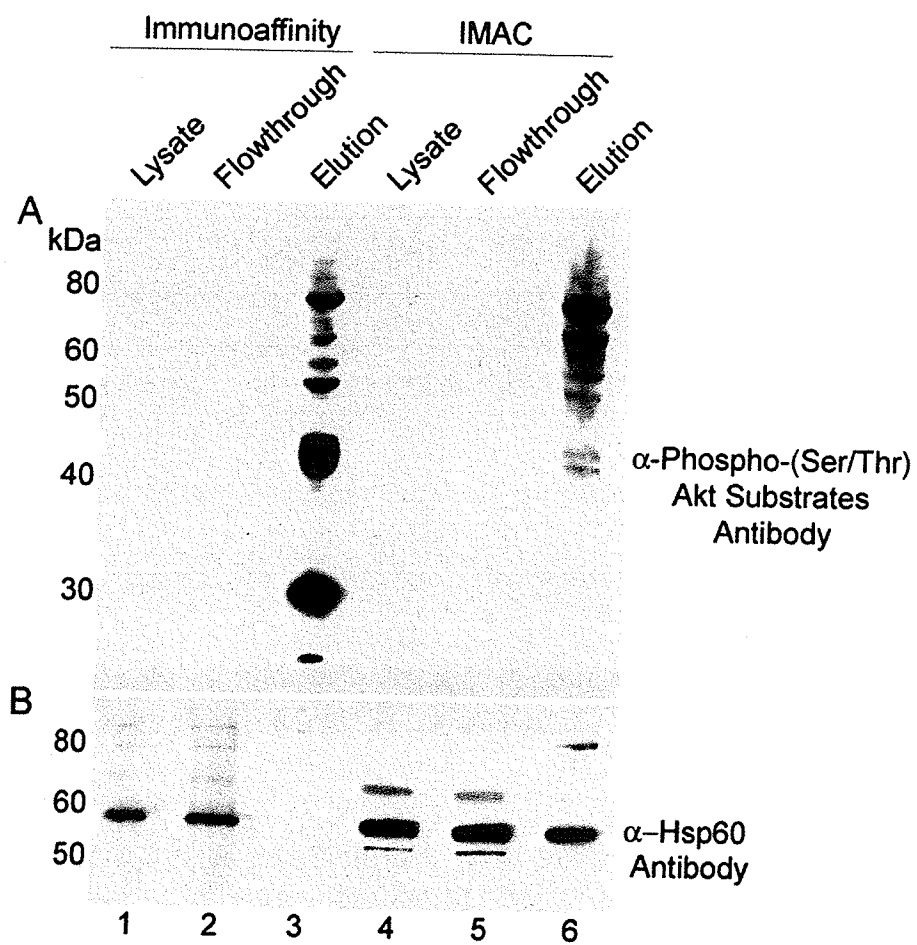 Immunoaffinity IMAC
Lysate Flowthrough Elution Lysate Flowthrough Elution
A
kDa
80
60
50
40
30
α-Phospho-(Ser/Thr)
Akt Substrates
Antibody
B
80
60
50
α–Hsp60
Antibody
1 2 3 4 5 6